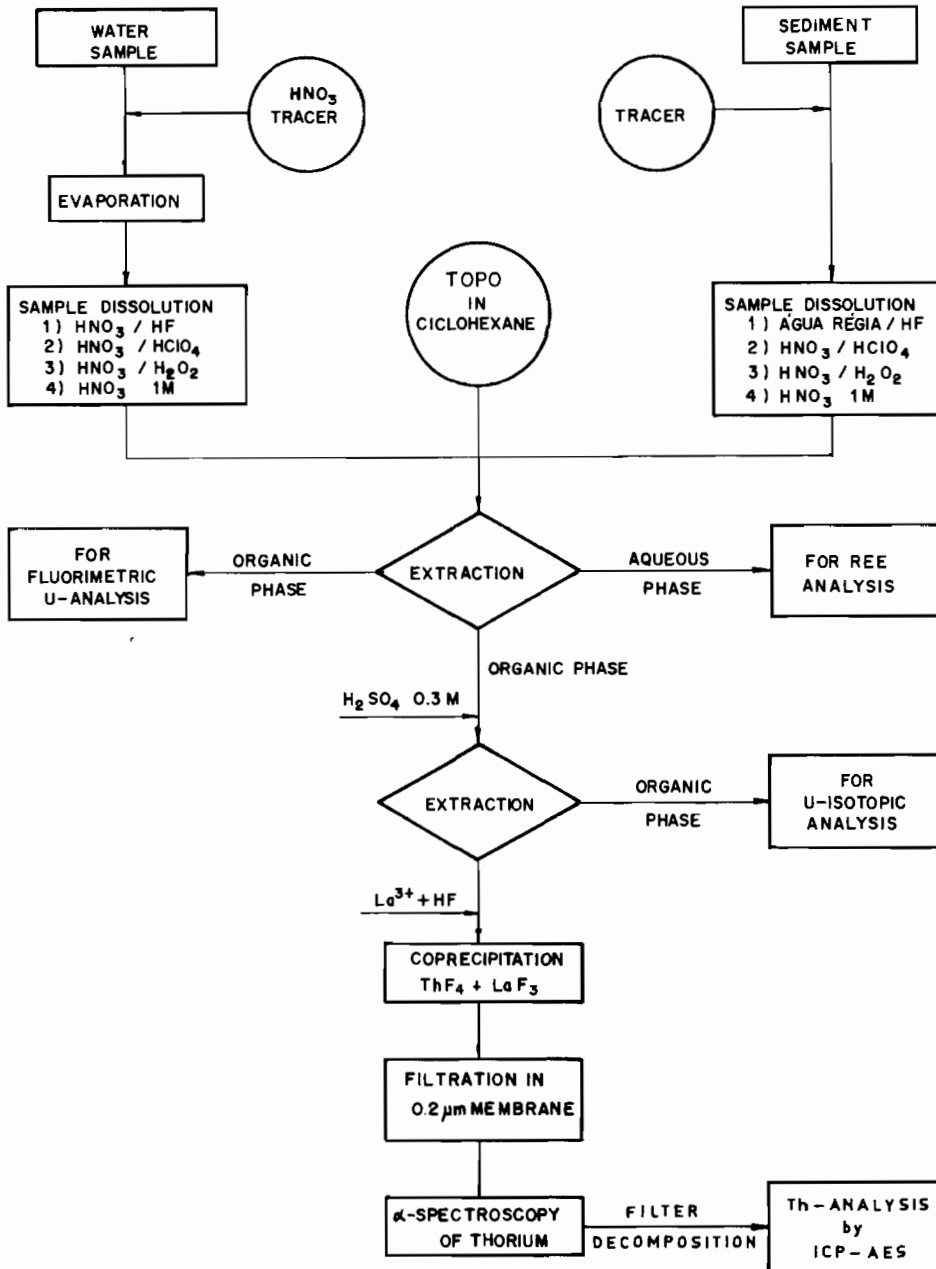 WATER
SAMPLE
HNO₃
TRACER
EVAPORATION
SAMPLE DISSOLUTION
1) HNO₃ / HF
2) HNO₃ / HClO₄
3) HNO₃ / H₂O₂
4) HNO₃ 1M
SEDIMENT
SAMPLE
TRACER
SAMPLE DISSOLUTION
1) ÁGUA RÉGIA / HF
2) HNO₃ / HClO₄
3) HNO₃ / H₂O₂
4) HNO₃ 1M
TOPO
IN
CICLOHEXANE
EXTRACTION
ORGANIC
PHASE
FOR
FLUORIMETRIC
U-ANALYSIS
AQUEOUS
PHASE
FOR REE
ANALYSIS
ORGANIC PHASE
H₂SO₄ 0.3 M
EXTRACTION
ORGANIC
PHASE
FOR
U-ISOTOPIC
ANALYSIS
La³⁺ + HF
COPRECIPITATION
ThF₄ + LaF₃
FILTRATION IN
0.2 µm MEMBRANE
α-SPECTROSCOPY
OF THORIUM
FILTER
DECOMPOSITION
Th-ANALYSIS
by
ICP-AES